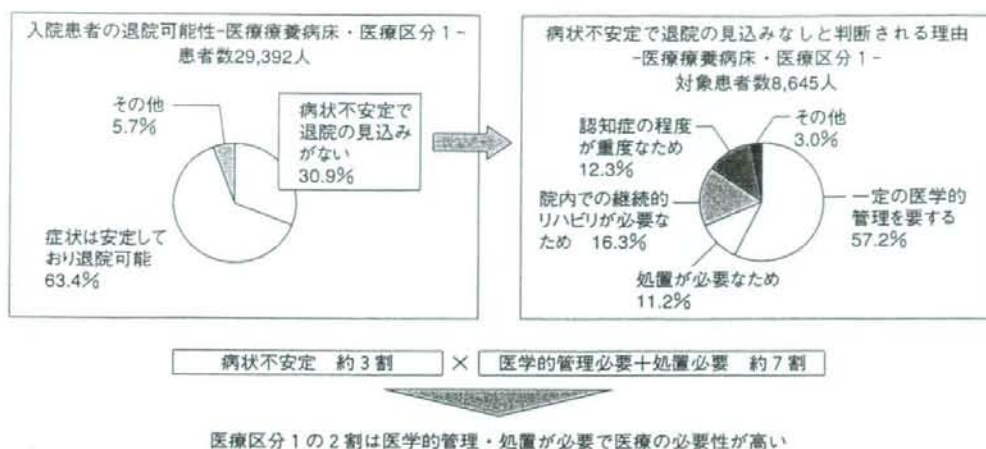 入院患者の退院可能性-医療療養病床・医療区分1-
患者数29,392人
その他
5.7%
病状不安定で
退院の見込み
がない
30.9%
症状は安定して
おり退院可能
63.4%
病状不安定で退院の見込みなしと判断される理由
-医療療養病床・医療区分1-
対象患者数8,645人
認知症の程度
が重度なため
12.3%
その他
3.0%
院内での継続的
リハビリが必要な
ため 16.3%
一定の医学的
管理を要する
57.2%
処置が必要なため
11.2%
病状不安定 約3割 × 医学的管理必要+処置必要 約7割
医療区分1の2割は医学的管理・処置が必要で医療の必要性が高い